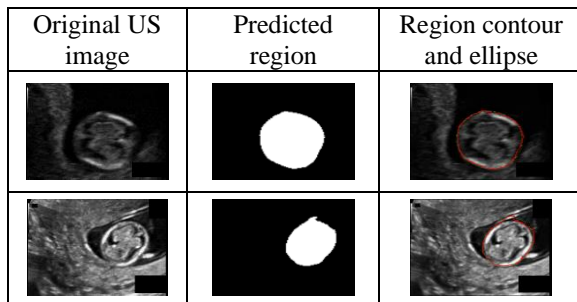 Original US
image
Predicted
region
Region contour
and ellipse